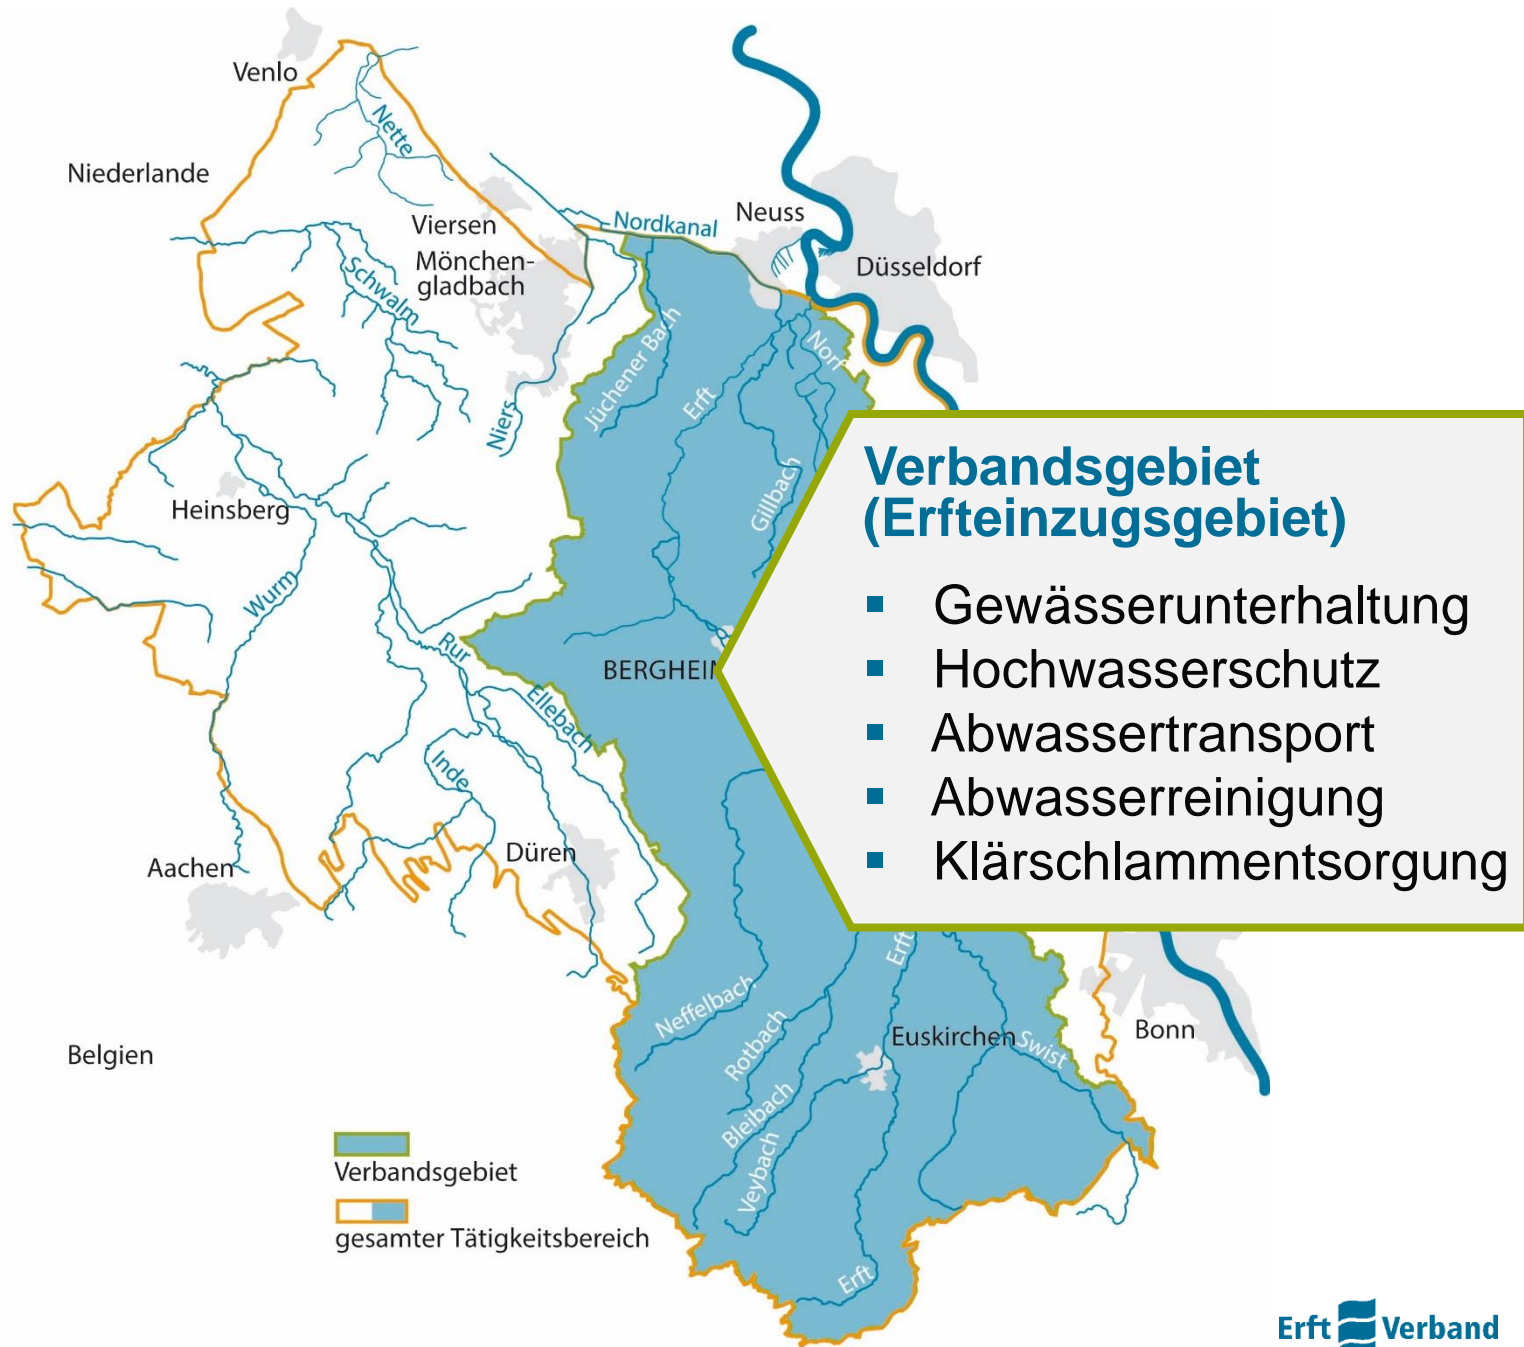 Venlo
Nette
Niederlande
Viersen
Nordkanal
Neuss
Mönchen-
gladbach
Düsseldorf
Schwalm
Jüchener Bach
Norf
Erft
Niers
Gillbach
Heinsberg
Wurm
Rur
Ellebach
BERGHEIM
Inde
Düren
Aachen
Verbandsgebiet
(Erfteinzugsgebiet)
▪ Gewässerunterhaltung
▪ Hochwasserschutz
▪ Abwassertransport
▪ Abwasserreinigung
▪ Klärschlammentsorgung
Erft
Neffelbach
Rotbach
Euskirchen
Swist
Bonn
Belgien
Bleibach
Veybach
Verbandsgebiet
gesamter Tätigkeitsbereich
Erft
Erft Verband